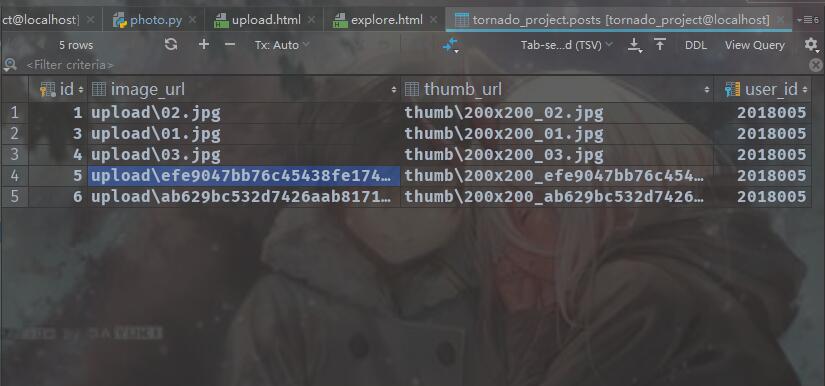 ct@localhost] photo.py upload.html explore.html tornado_project.posts [tornado_project@localhost] 6
5 rows Tx: Auto Tab-se...d (TSV) DDL View Query
<Filter criteria>
id image_url thumb_url user_id
1 1 upload\02.jpg thumb\200x200_02.jpg 2018005
2 3 upload\01.jpg thumb\200x200_01.jpg 2018005
3 4 upload\03.jpg thumb\200x200_03.jpg 2018005
4 5 upload\efe9047bb76c45438fe174... thumb\200x200_efe9047bb76c454... 2018005
5 6 upload\ab629bc532d7426aab8171... thumb\200x200_ab629bc532d7426... 2018005